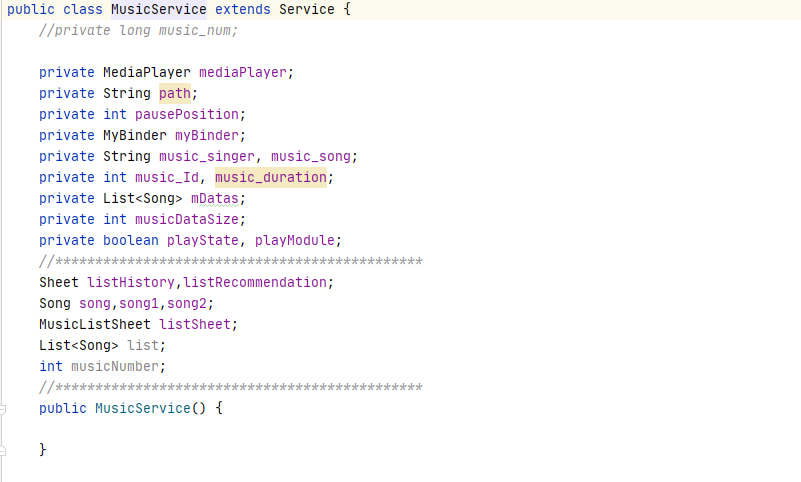 public class MusicService extends Service {
//private long music_num;
private MediaPlayer mediaPlayer;
private String path;
private int pausePosition;
private MyBinder myBinder;
private String music_singer, music_song;
private int music_Id, music_duration;
private List<Song> mDatas;
private int musicDataSize;
private boolean playState, playModule;
//**********************************************
Sheet listHistory,listRecommendation;
Song song,song1,song2;
MusicListSheet listSheet;
List<Song> list;
int musicNumber;
//**********************************************
public MusicService() {
}